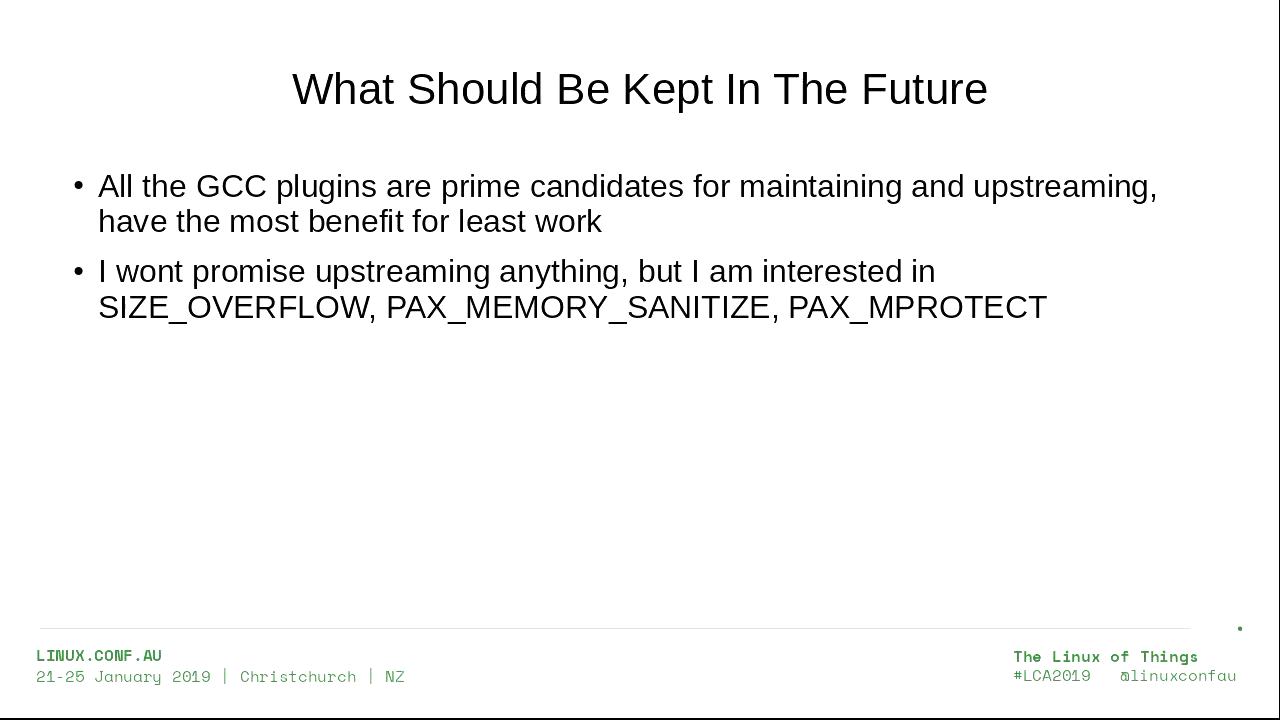 What Should Be Kept In The Future
• All the GCC plugins are prime candidates for maintaining and upstreaming,
have the most benefit for least work
• I wont promise upstreaming anything, but I am interested in
SIZE_OVERFLOW, PAX_MEMORY_SANITIZE, PAX_MPROTECT
LINUX.CONF.AU
21-25 January 2019 | Christchurch | NZ
The Linux of Things
#LCA2019 @linuxconfau